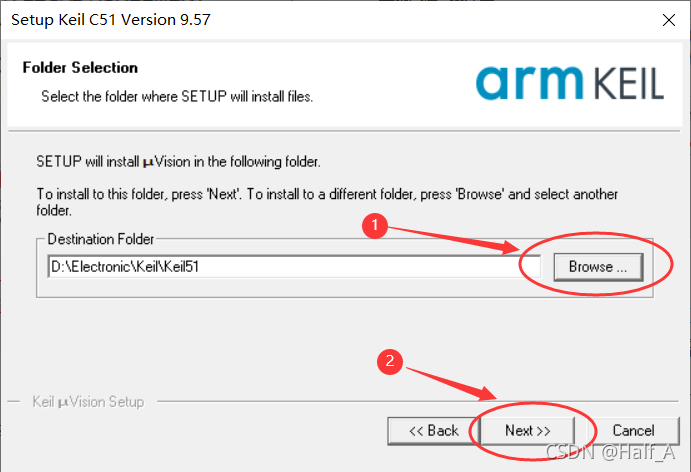 Setup Keil C51 Version 9.57
Folder Selection
Select the folder where SETUP will install files.
arm KEIL
SETUP will install µVision in the following folder.
To install to this folder, press 'Next'. To install to a different folder, press 'Browse' and select another
folder.
1
Destination Folder
D:\Electronic\Keil\Keil51
Browse ...
2
Keil µVision Setup
<< Back
Next >>
Cancel
CSDN @Half_A